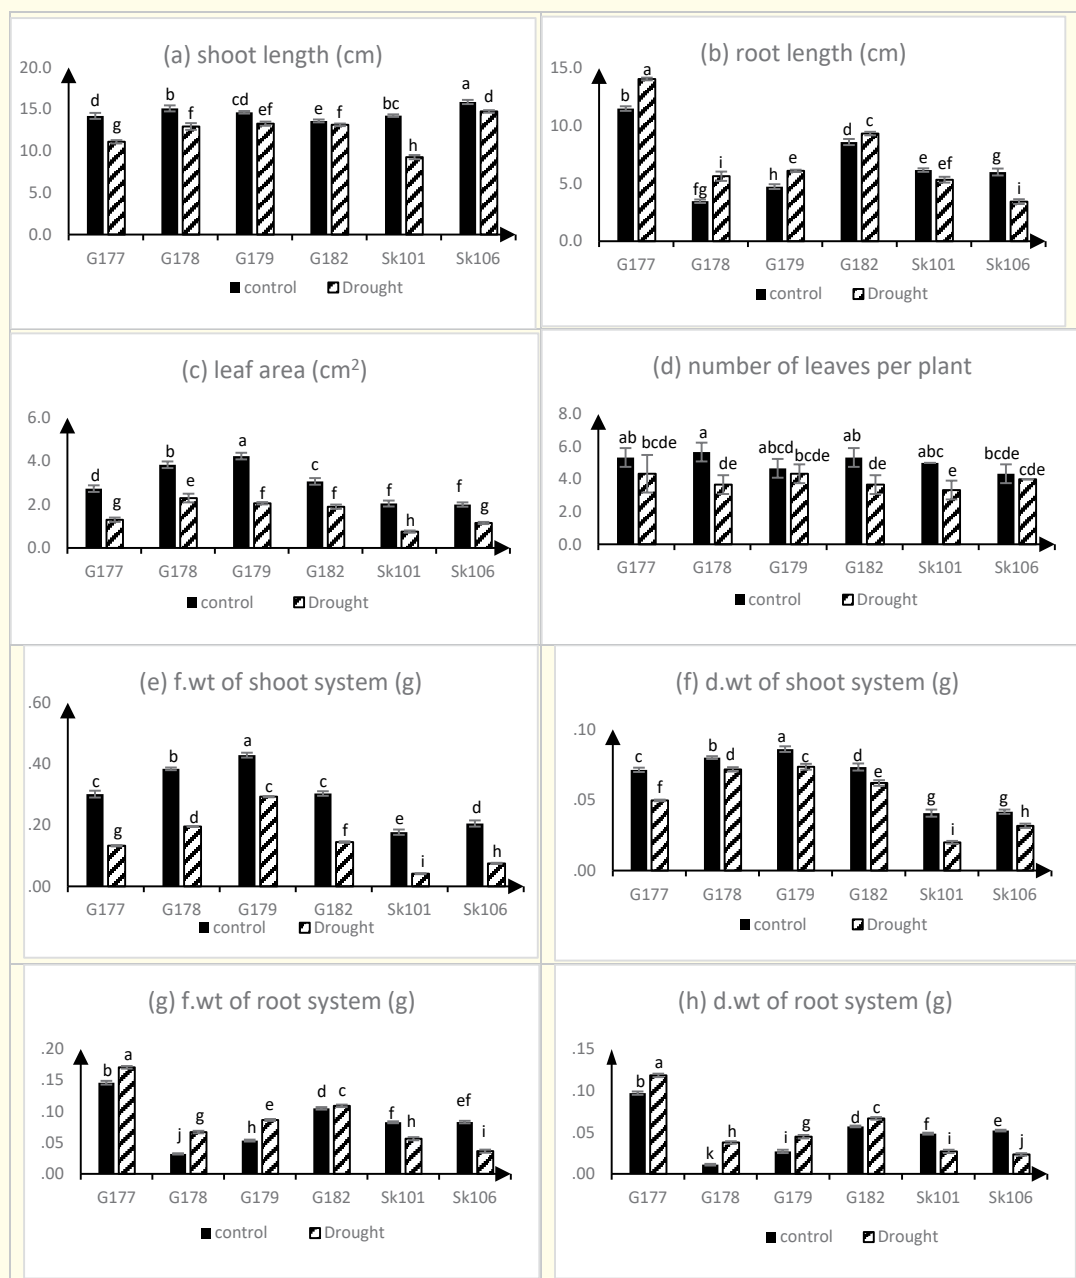 (a) shoot length (cm)
20.0
15.0
10.0
5.0
0.0
d g b f cd ef e f bc h a d
G177 G178 G179 G182 Sk101 Sk106
control Drought
(b) root length (cm)
15.0
10.0
5.0
0.0
b a fg i h e d c e ef g i
G177 G178 G179 G182 Sk101 Sk106
control Drought
(c) leaf area (cm²)
6.0
4.0
2.0
0.0
d g b e a f c f f h f g
G177 G178 G179 G182 Sk101 Sk106
control Drought
(d) number of leaves per plant
8.0
6.0
4.0
2.0
0.0
ab bcde a de abcd bcde ab de abc e bcde cde
G177 G178 G179 G182 Sk101 Sk106
control Drought
(e) f.wt of shoot system (g)
.60
.40
.20
.00
c g b d a c f e i d h
G177 G178 G179 G182 Sk101 Sk106
control Drought
(f) d.wt of shoot system (g)
.10
.05
.00
c f b d a c d e g i g h
G177 G178 G179 G182 Sk101 Sk106
control Drought
(g) f.wt of root system (g)
.20
.15
.10
.05
.00
b a j g h e d c f h ef i
G177 G178 G179 G182 Sk101 Sk106
control Drought
(h) d.wt of root system (g)
.15
.10
.05
.00
b a k h i g d c f i e j
G177 G178 G179 G182 Sk101 Sk106
control Drought